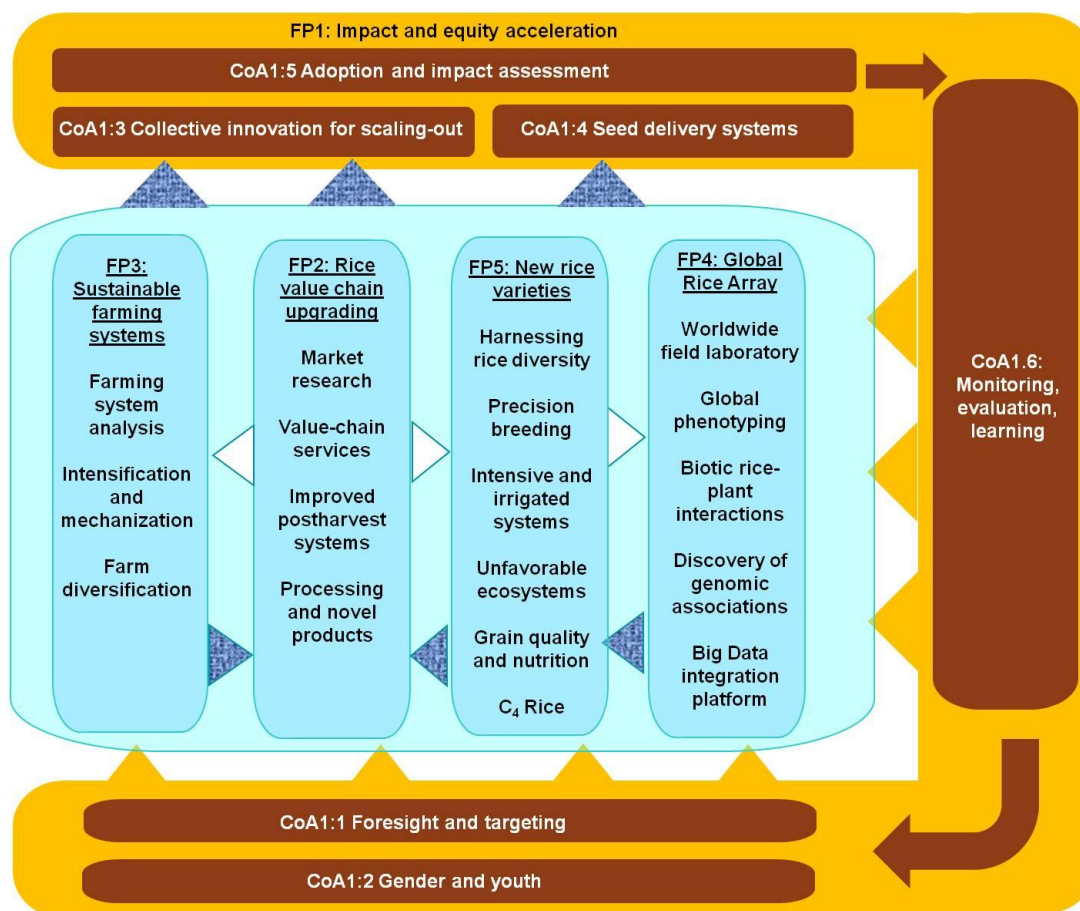 FP1: Impact and equity acceleration
CoA1:5 Adoption and impact assessment
CoA1:3 Collective innovation for scaling-out
CoA1:4 Seed delivery systems
FP3:
Sustainable
farming
systems
Farming
system
analysis
Intensification
and
mechanization
Farm
diversification
FP2: Rice
value chain
upgrading
Market
research
Value-chain
services
Improved
postharvest
systems
Processing
and novel
products
FP5: New rice
varieties
Harnessing
rice diversity
Precision
breeding
Intensive and
irrigated
systems
Unfavorable
ecosystems
Grain quality
and nutrition
C₄ Rice
FP4: Global
Rice Array
Worldwide
field laboratory
Global
phenotyping
Biotic rice-
plant
interactions
Discovery of
genomic
associations
Big Data
integration
platform
CoA1.6:
Monitoring,
evaluation,
learning
CoA1:1 Foresight and targeting
CoA1:2 Gender and youth